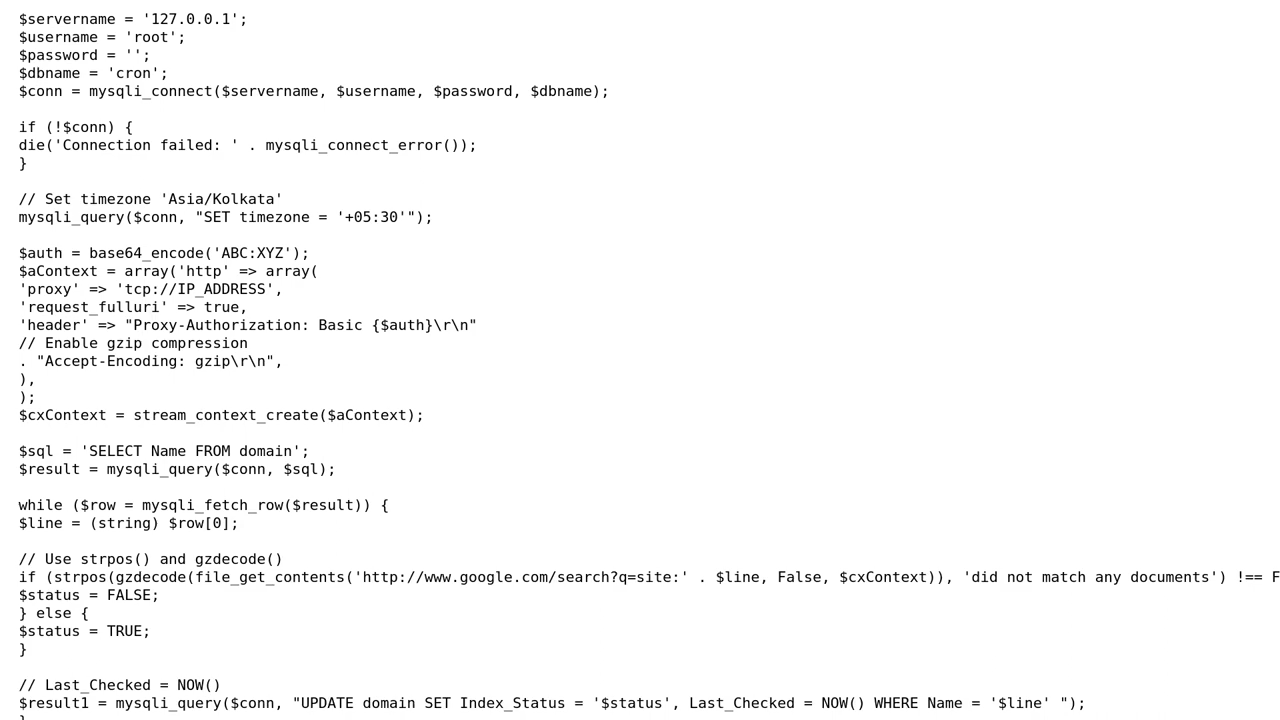 $servername = '127.0.0.1';
$username = 'root';
$password = '';
$dbname = 'cron';
$conn = mysqli_connect($servername, $username, $password, $dbname);
if (!$conn) {
die('Connection failed: ' . mysqli_connect_error());
}
// Set timezone 'Asia/Kolkata'
mysqli_query($conn, "SET timezone = '+05:30'");
$auth = base64_encode('ABC:XYZ');
$aContext = array('http' => array(
'proxy' => 'tcp://IP_ADDRESS',
'request_fulluri' => true,
'header' => "Proxy-Authorization: Basic {$auth}\r\n"
// Enable gzip compression
. "Accept-Encoding: gzip\r\n",
),
);
$cxContext = stream_context_create($aContext);
$sql = 'SELECT Name FROM domain';
$result = mysqli_query($conn, $sql);
while ($row = mysqli_fetch_row($result)) {
$line = (string) $row[0];
// Use strpos() and gzdecode()
if (strpos(gzdecode(file_get_contents('http://www.google.com/search?q=site:' . $line, False, $cxContext)), 'did not match any documents') !== F
$status = FALSE;
} else {
$status = TRUE;
}
// Last_Checked = NOW()
$result1 = mysqli_query($conn, "UPDATE domain SET Index_Status = '$status', Last_Checked = NOW() WHERE Name = '$line' ");
}